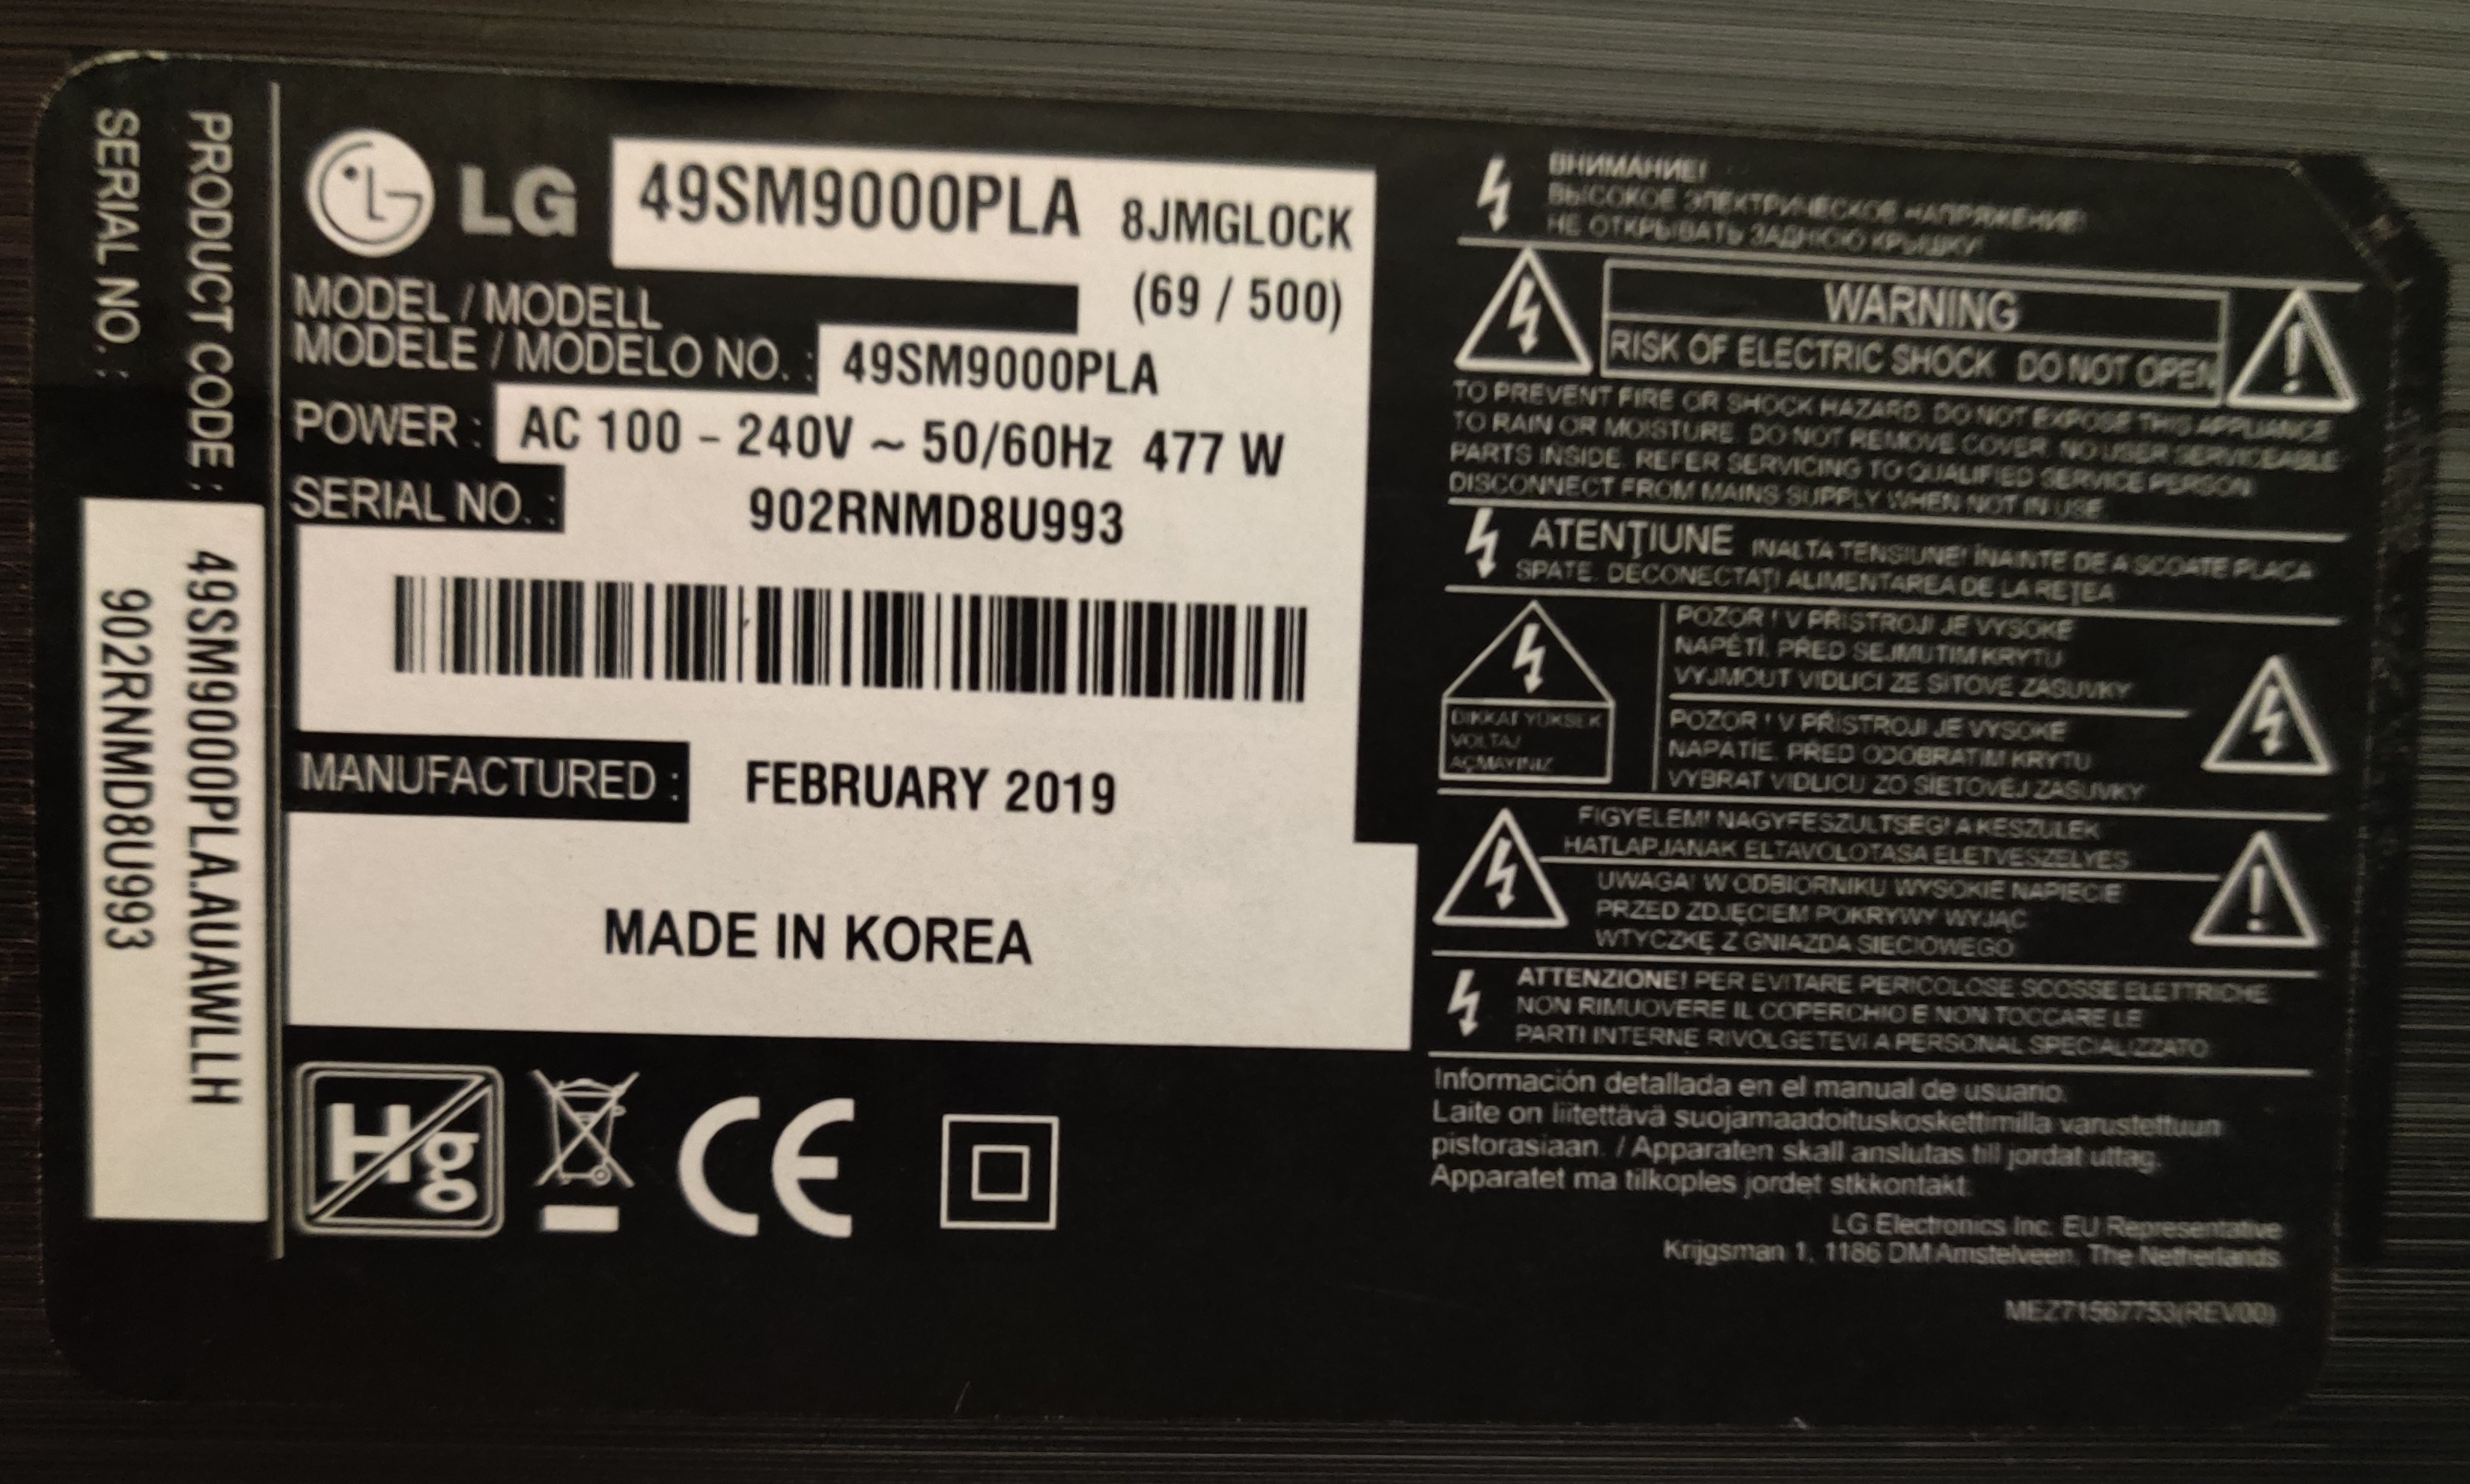 SERIAL NO. : 902RNMD8U993
PRODUCT CODE : 49SM9000PLA.AUAWLLH
LG 49SM9000PLA 8JMGLOCK
(69 / 500)
MODEL / MODELL
MODELE / MODELO NO. : 49SM9000PLA
POWER : AC 100 - 240V ~ 50/60Hz 477 W
SERIAL NO. : 902RNMD8U993
MANUFACTURED : FEBRUARY 2019
MADE IN KOREA
Hg
CE
ВНИМАНИЕ!
ВЫСОКОЕ ЭЛЕКТРИЧЕСКОЕ НАПРЯЖЕНИЕ!
НЕ ОТКРЫВАТЬ ЗАДНЮЮ КРЫШКУ!
WARNING
RISK OF ELECTRIC SHOCK DO NOT OPEN
TO PREVENT FIRE OR SHOCK HAZARD. DO NOT EXPOSE THIS APPLIANCE
TO RAIN OR MOISTURE. DO NOT REMOVE COVER. NO USER SERVICEABLE
PARTS INSIDE. REFER SERVICING TO QUALIFIED SERVICE PERSON
DISCONNECT FROM MAINS SUPPLY WHEN NOT IN USE
ATENŢIUNE INALTA TENSIUNE! ÎNAINTE DE A SCOATE PLACA
SPATE. DECONECTAŢI ALIMENTAREA DE LA REŢEA
DIKKAT YÜKSEK
VOLTAJ
AÇMAYINIZ
POZOR ! V PŘISTROJI JE VYSOKE
NAPĚTI. PŘED SEJMUTIM KRYTU
VYJMOUT VIDLICI ZE SITOVE ZASUVKY
POZOR ! V PŘISTROJI JE VYSOKE
NAPATIE. PŘED ODOBRATIM KRYTU
VYBRAT VIDLICU ZO SIETOVEJ ZASUVKY
FIGYELEM! NAGYFESZULTSEG! A KESZULEK
HATLAPJANAK ELTAVOLOTASA ELETVESZELYES
UWAGA! W ODBIORNIKU WYSOKIE NAPIECIE
PRZED ZDJĘCIEM POKRYWY WYJĄC
WTYCZKĘ Z GNIAZDA SIECIOWEGO
ATTENZIONE! PER EVITARE PERICOLOSE SCOSSE ELETTRICHE
NON RIMUOVERE IL COPERCHIO E NON TOCCARE LE
PARTI INTERNE RIVOLGETEVI A PERSONAL SPECIALIZZATO
Información detallada en el manual de usuario.
Laite on liitettävä suojamaadoituskoskettimilla varustettuun
pistorasiaan. / Apparaten skall anslutas till jordat uttag.
Apparatet ma tilkoples jordet stkkontakt
LG Electronics Inc. EU Representative
Krijgsman 1, 1186 DM Amstelveen, The Netherlands
MEZ71567753(REV00)